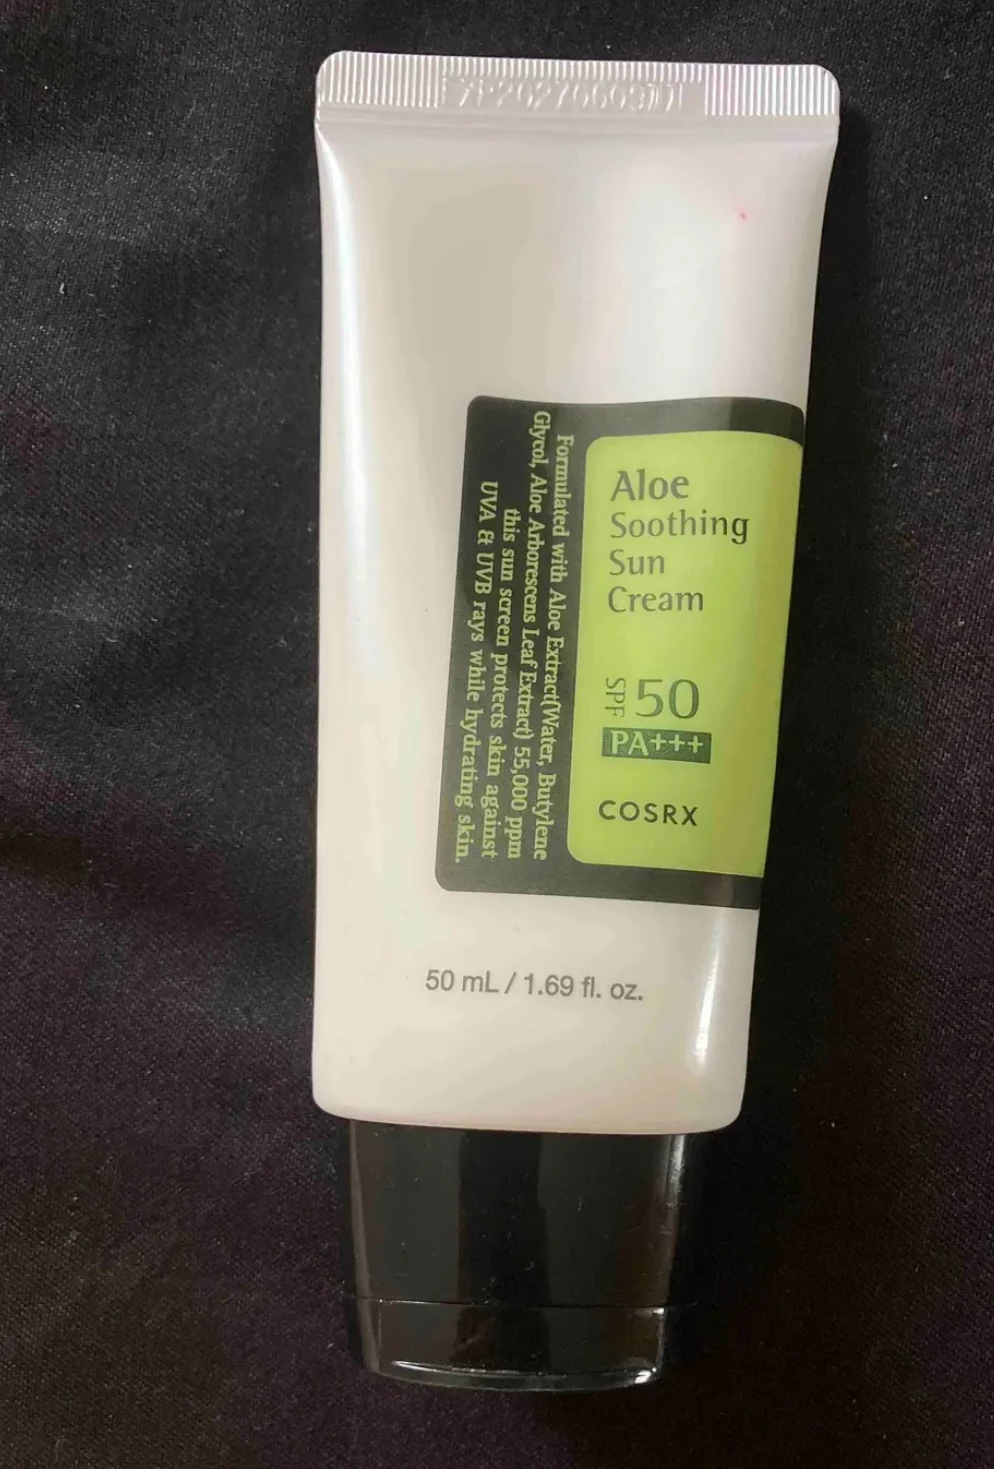 Aloe
Soothing
Sun
Cream
SPF 50
PA+++
COSRX
Formulated with Aloe Extract(Water, Butylene
Glycol, Aloe Arborescens Leaf Extract) 55,000 ppm
this sun screen protects skin against
UVA & UVB rays while hydrating skin.
50 mL / 1.69 fl. oz.